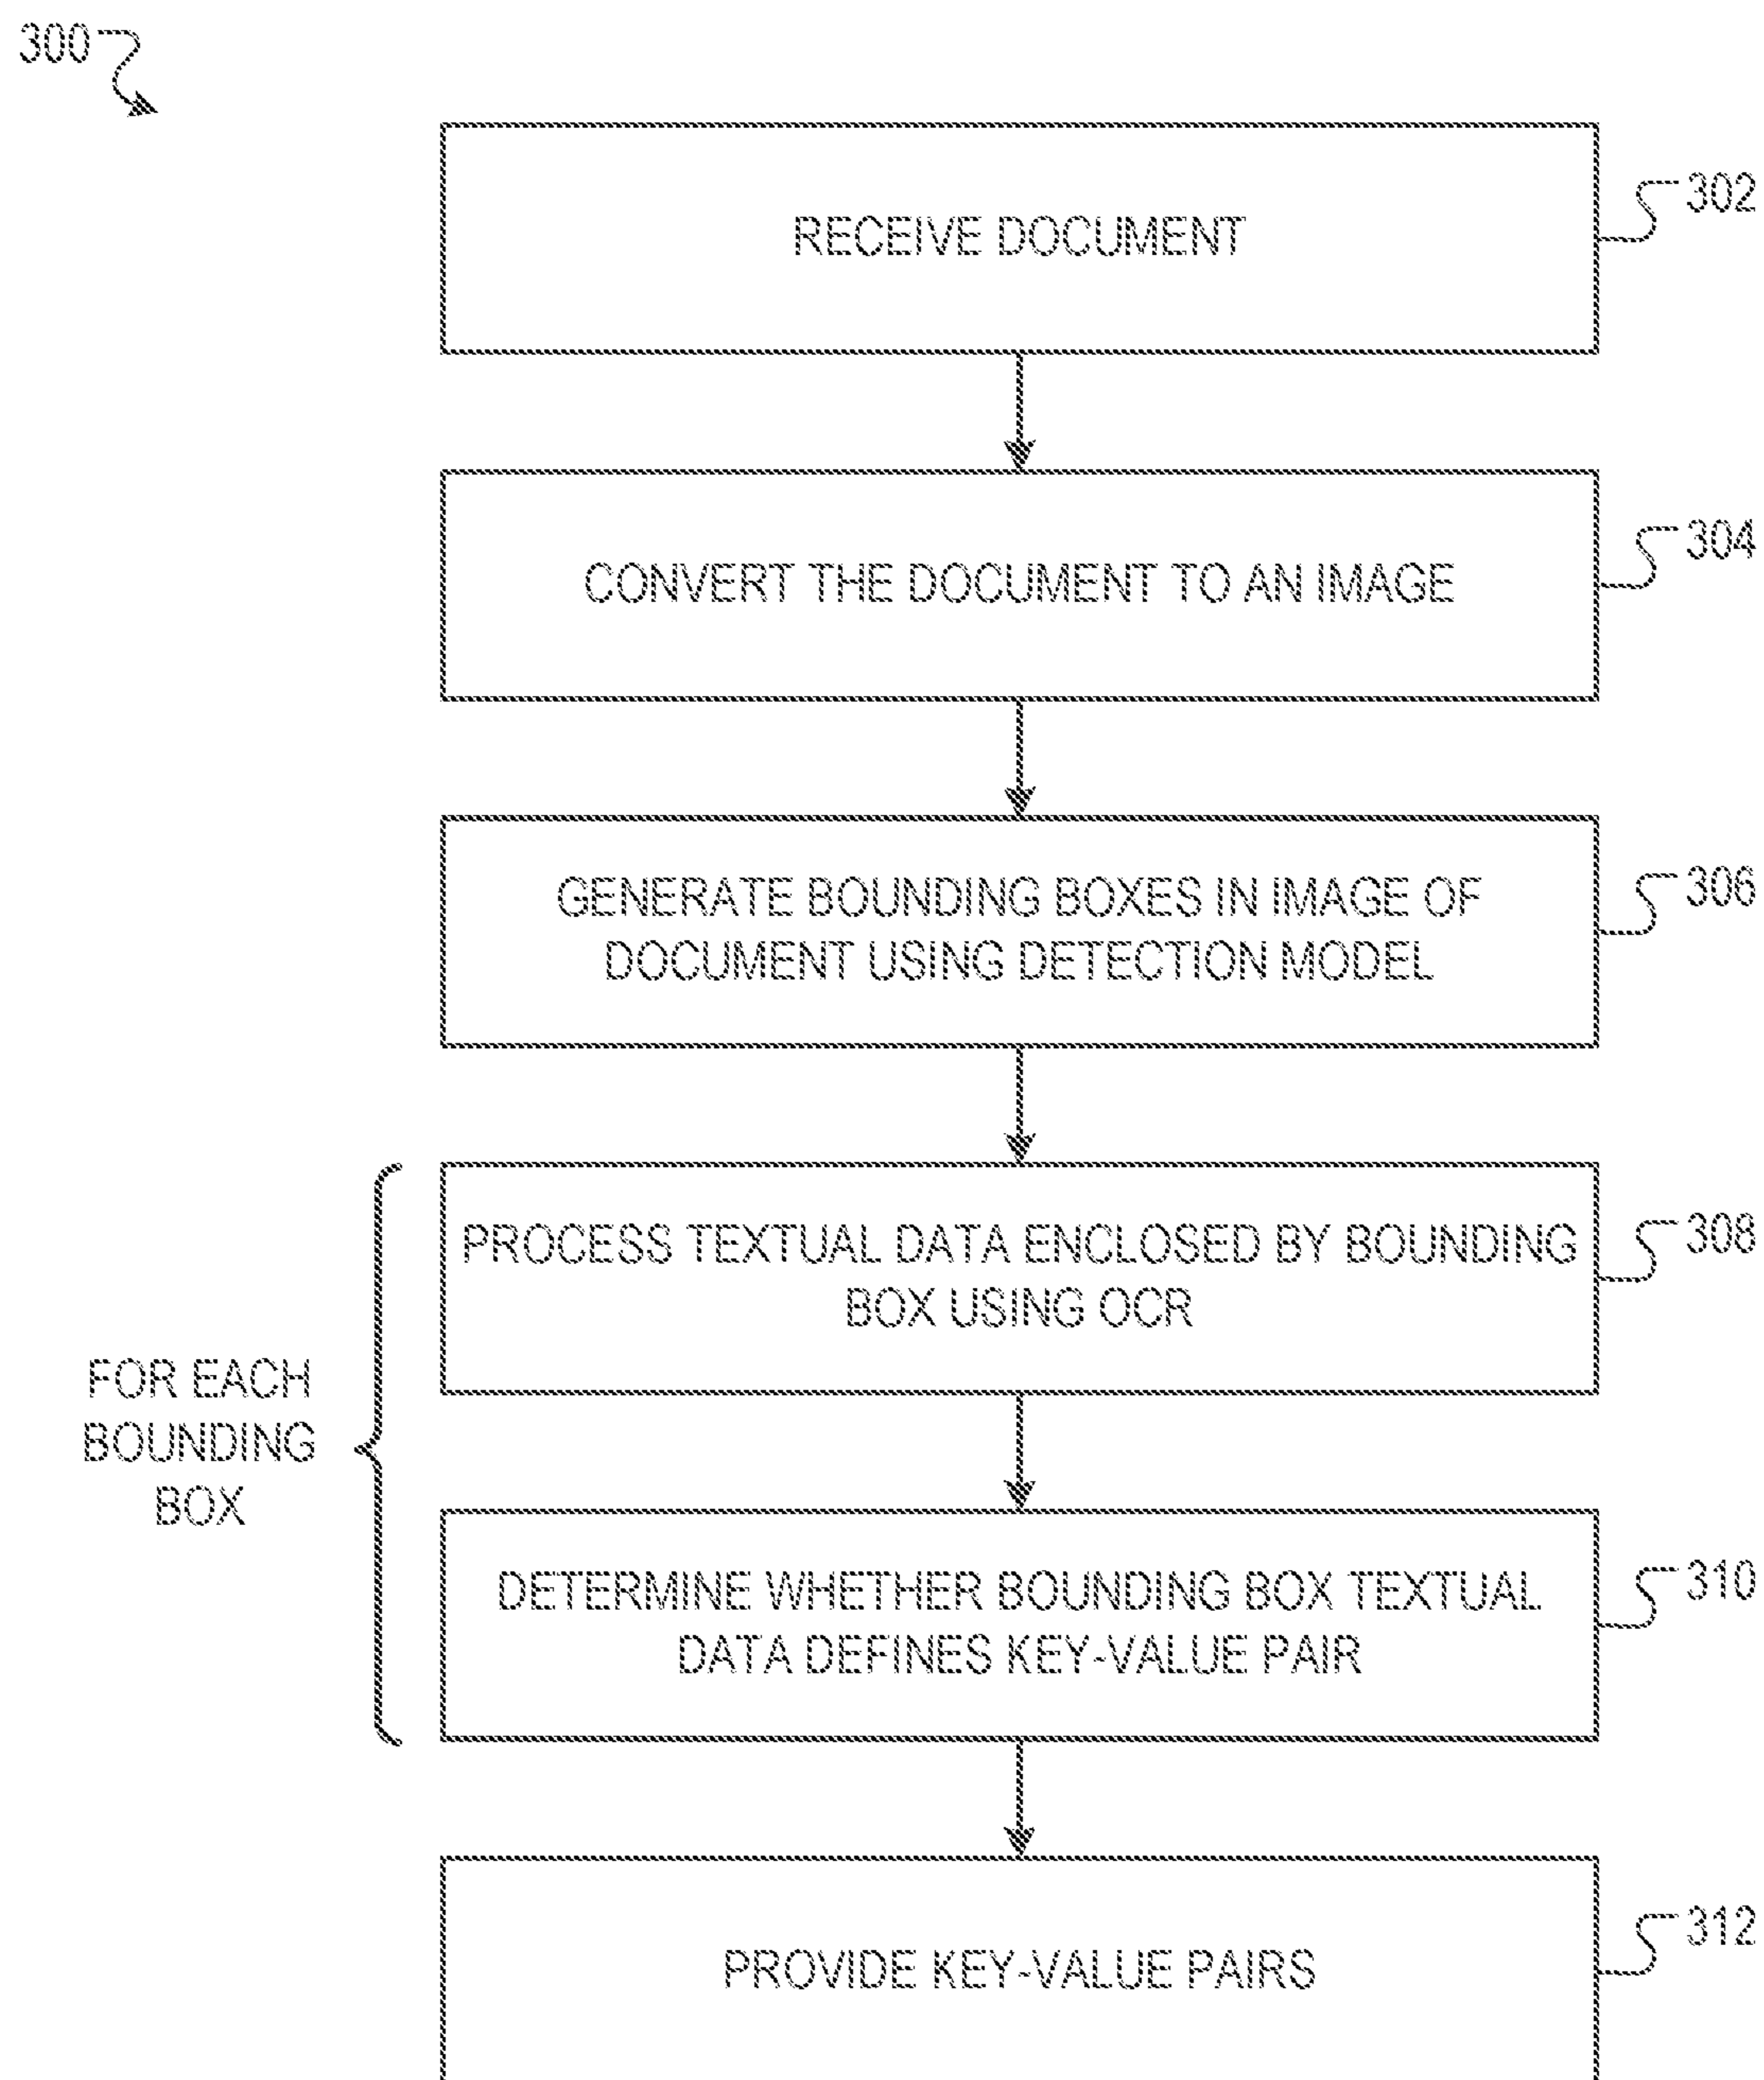 300
RECEIVE DOCUMENT
302
CONVERT THE DOCUMENT TO AN IMAGE
304
GENERATE BOUNDING BOXES IN IMAGE OF
DOCUMENT USING DETECTION MODEL
306
PROCESS TEXTUAL DATA ENCLOSED BY BOUNDING
BOX USING OCR
308
FOR EACH
BOUNDING
BOX
DETERMINE WHETHER BOUNDING BOX TEXTUAL
DATA DEFINES KEY-VALUE PAIR
310
PROVIDE KEY-VALUE PAIRS
312